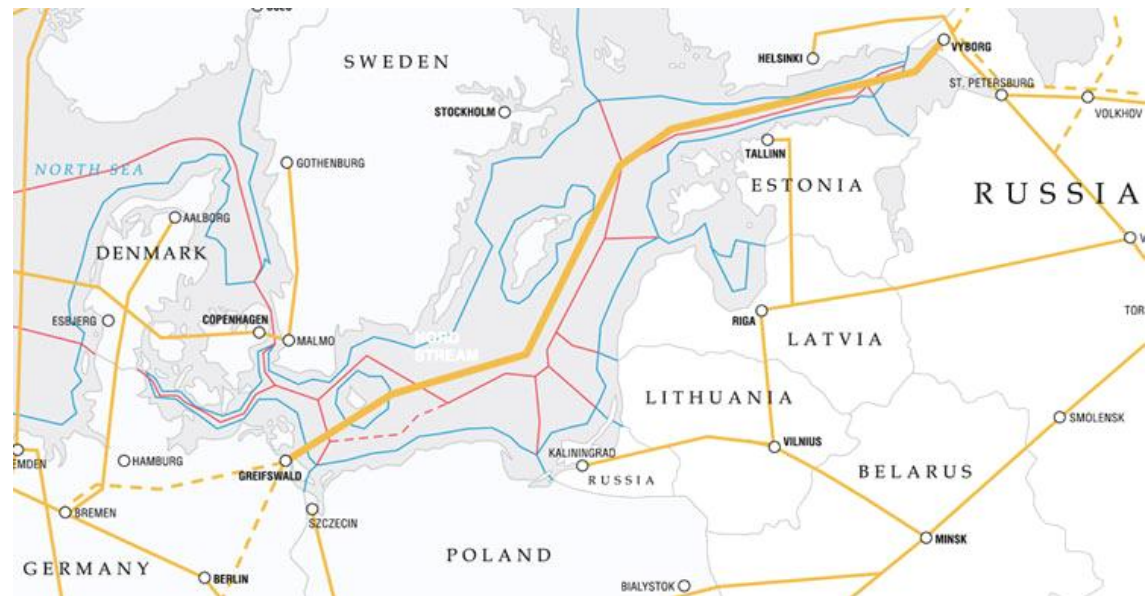 SWEDEN
HELSINKI
VYBORG
STOCKHOLM
ST. PETERSBURG
VOLKHOV
NORTH SEA
GOTHENBURG
TALLINN
ESTONIA
RUSSIA
AALBORG
DENMARK
ESBJERG
COPENHAGEN
MALMO
NORD
STREAM
RIGA
LATVIA
TOR
LITHUANIA
SMOLENSK
EMDEN
HAMBURG
GREIFSWALD
KALININGRAD
RUSSIA
VILNIUS
BELARUS
BREMEN
SZCZECIN
MINSK
GERMANY
BERLIN
POLAND
BIALYSTOK